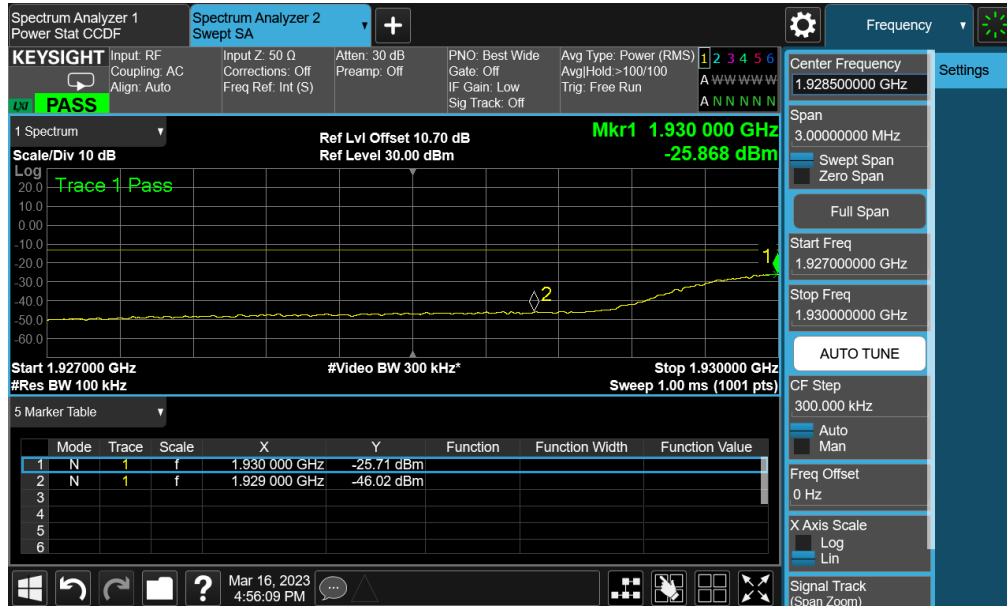 Spectrum Analyzer 1
Power Stat CCDF
Spectrum Analyzer 2
Swept SA
Frequency
KEYSIGHT
LXI
PASS
Input: RF
Coupling: AC
Align: Auto
Input Z: 50 Ω
Corrections: Off
Freq Ref: Int (S)
Atten: 30 dB
Preamp: Off
PNO: Best Wide
Gate: Off
IF Gain: Low
Sig Track: Off
Avg Type: Power (RMS)
Avg|Hold:>100/100
Trig: Free Run
1 2 3 4 5 6
A W W W W W
A N N N N N
1 Spectrum
Scale/Div 10 dB
Ref Lvl Offset 10.70 dB
Ref Level 30.00 dBm
Mkr1 1.930 000 GHz
-25.868 dBm
Log
Trace 1 Pass
20.0
10.0
0.00
-10.0
-20.0
-30.0
-40.0
-50.0
-60.0
1
2
Start 1.927000 GHz
#Res BW 100 kHz
#Video BW 300 kHz*
Stop 1.930000 GHz
Sweep 1.00 ms (1001 pts)
5 Marker Table
Mode Trace Scale X Y Function Function Width Function Value
1 N 1 f 1.930 000 GHz -25.71 dBm
2 N 1 f 1.929 000 GHz -46.02 dBm
3
4
5
6
Center Frequency
1.928500000 GHz
Settings
Span
3.00000000 MHz
Swept Span
Zero Span
Full Span
Start Freq
1.927000000 GHz
Stop Freq
1.930000000 GHz
AUTO TUNE
CF Step
300.000 kHz
Auto
Man
Freq Offset
0 Hz
X Axis Scale
Log
Lin
Signal Track
(Span Zoom)
?
Mar 16, 2023
4:56:09 PM